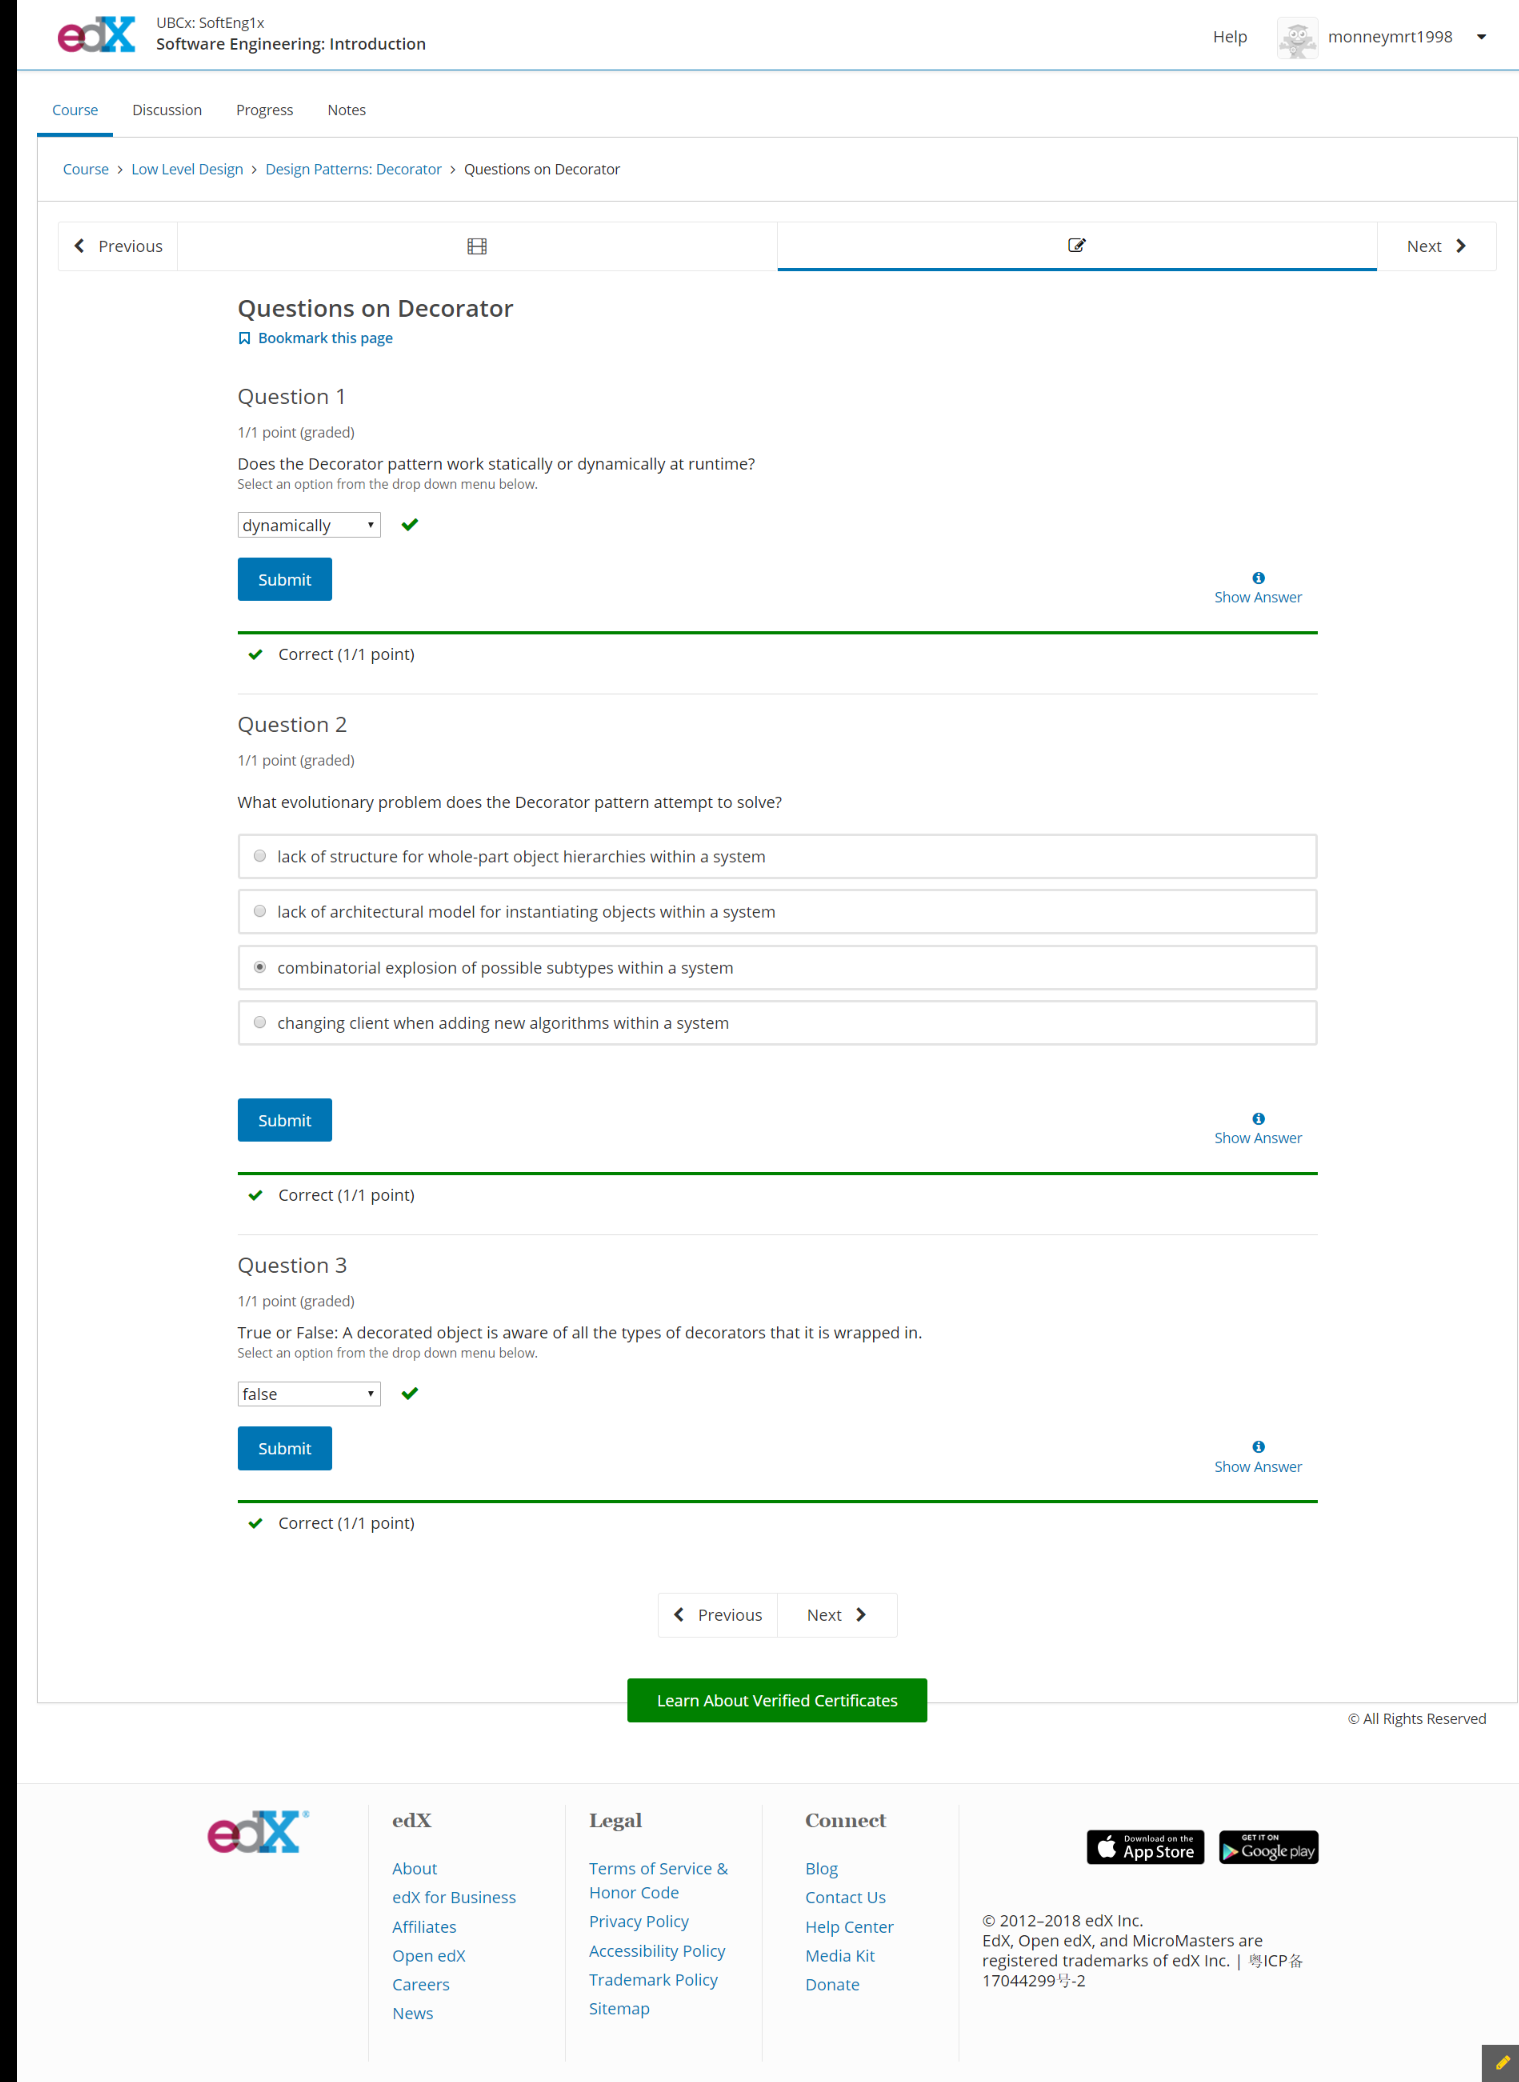 edX
UBCx: SoftEng1x
Software Engineering: Introduction
Help
monneymrt1998
Course
Discussion
Progress
Notes
Course > Low Level Design > Design Patterns: Decorator > Questions on Decorator
Previous
Next
Questions on Decorator
Bookmark this page
Question 1
1/1 point (graded)
Does the Decorator pattern work statically or dynamically at runtime?
Select an option from the drop down menu below.
dynamically
Submit
Show Answer
Correct (1/1 point)
Question 2
1/1 point (graded)
What evolutionary problem does the Decorator pattern attempt to solve?
lack of structure for whole-part object hierarchies within a system
lack of architectural model for instantiating objects within a system
combinatorial explosion of possible subtypes within a system
changing client when adding new algorithms within a system
Submit
Show Answer
Correct (1/1 point)
Question 3
1/1 point (graded)
True or False: A decorated object is aware of all the types of decorators that it is wrapped in.
Select an option from the drop down menu below.
false
Submit
Show Answer
Correct (1/1 point)
Previous
Next
Learn About Verified Certificates
© All Rights Reserved
edX®
edX
About
edX for Business
Affiliates
Open edX
Careers
News
Legal
Terms of Service &
Honor Code
Privacy Policy
Accessibility Policy
Trademark Policy
Sitemap
Connect
Blog
Contact Us
Help Center
Media Kit
Donate
Download on the
App Store
GET IT ON
Google play
© 2012–2018 edX Inc.
EdX, Open edX, and MicroMasters are
registered trademarks of edX Inc. | 粤ICP备
17044299号-2